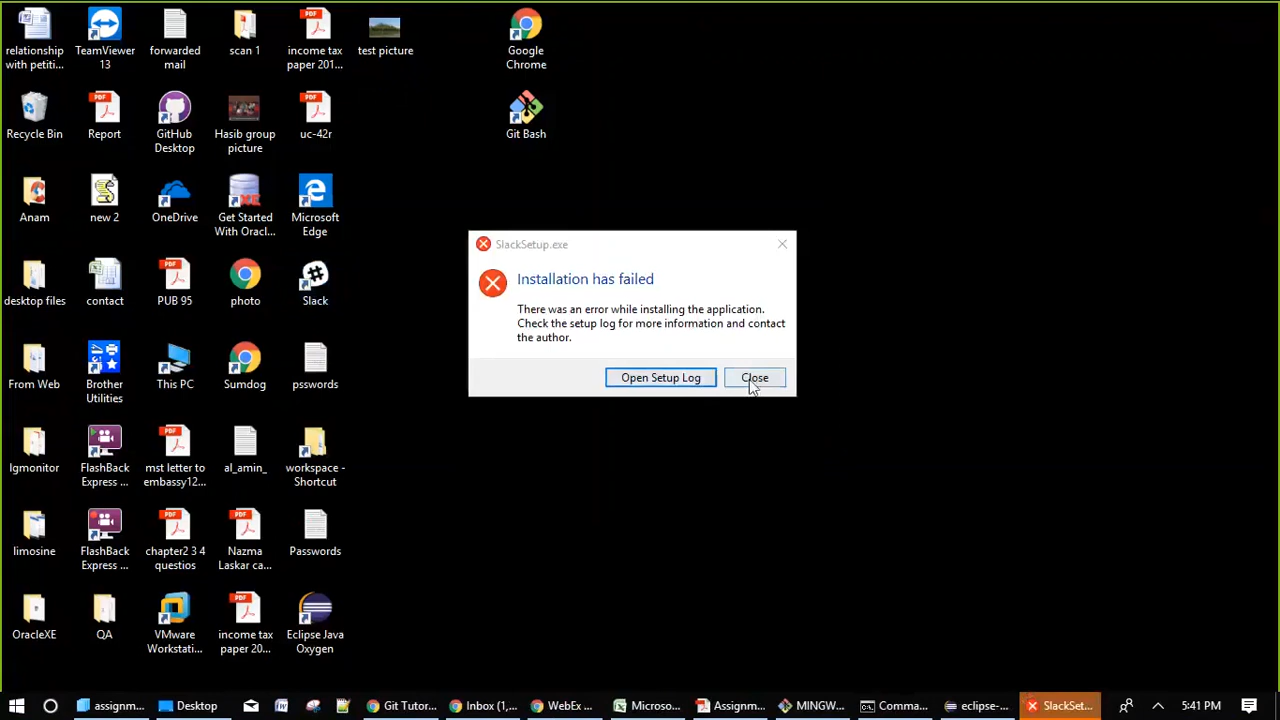 relationship
with petiti...
TeamViewer
13
forwarded
mail
scan 1
income tax
paper 201...
test picture
Google
Chrome
Recycle Bin
Report
GitHub
Desktop
Hasib group
picture
uc-42r
Git Bash
Anam
new 2
OneDrive
Get Started
With Oracl...
Microsoft
Edge
desktop files
contact
PUB 95
photo
Slack
From Web
Brother
Utilities
This PC
Sumdog
psswords
lgmonitor
FlashBack
Express ...
mst letter to
embassy12...
al_amin_
workspace -
Shortcut
limosine
FlashBack
Express ...
chapter2 3 4
questios
Nazma
Laskar ca...
Passwords
OracleXE
QA
VMware
Workstati...
income tax
paper 20...
Eclipse Java
Oxygen
SlackSetup.exe
Installation has failed
There was an error while installing the application.
Check the setup log for more information and contact
the author.
Open Setup Log
Close
assignm...
Desktop
Git Tutor...
Inbox (1,...
WebEx ...
Microso...
Assignm...
MINGW...
Comma...
eclipse-...
SlackSet...
5:41 PM